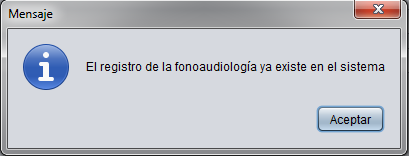 Mensaje
El registro de la fonoaudiología ya existe en el sistema
Aceptar